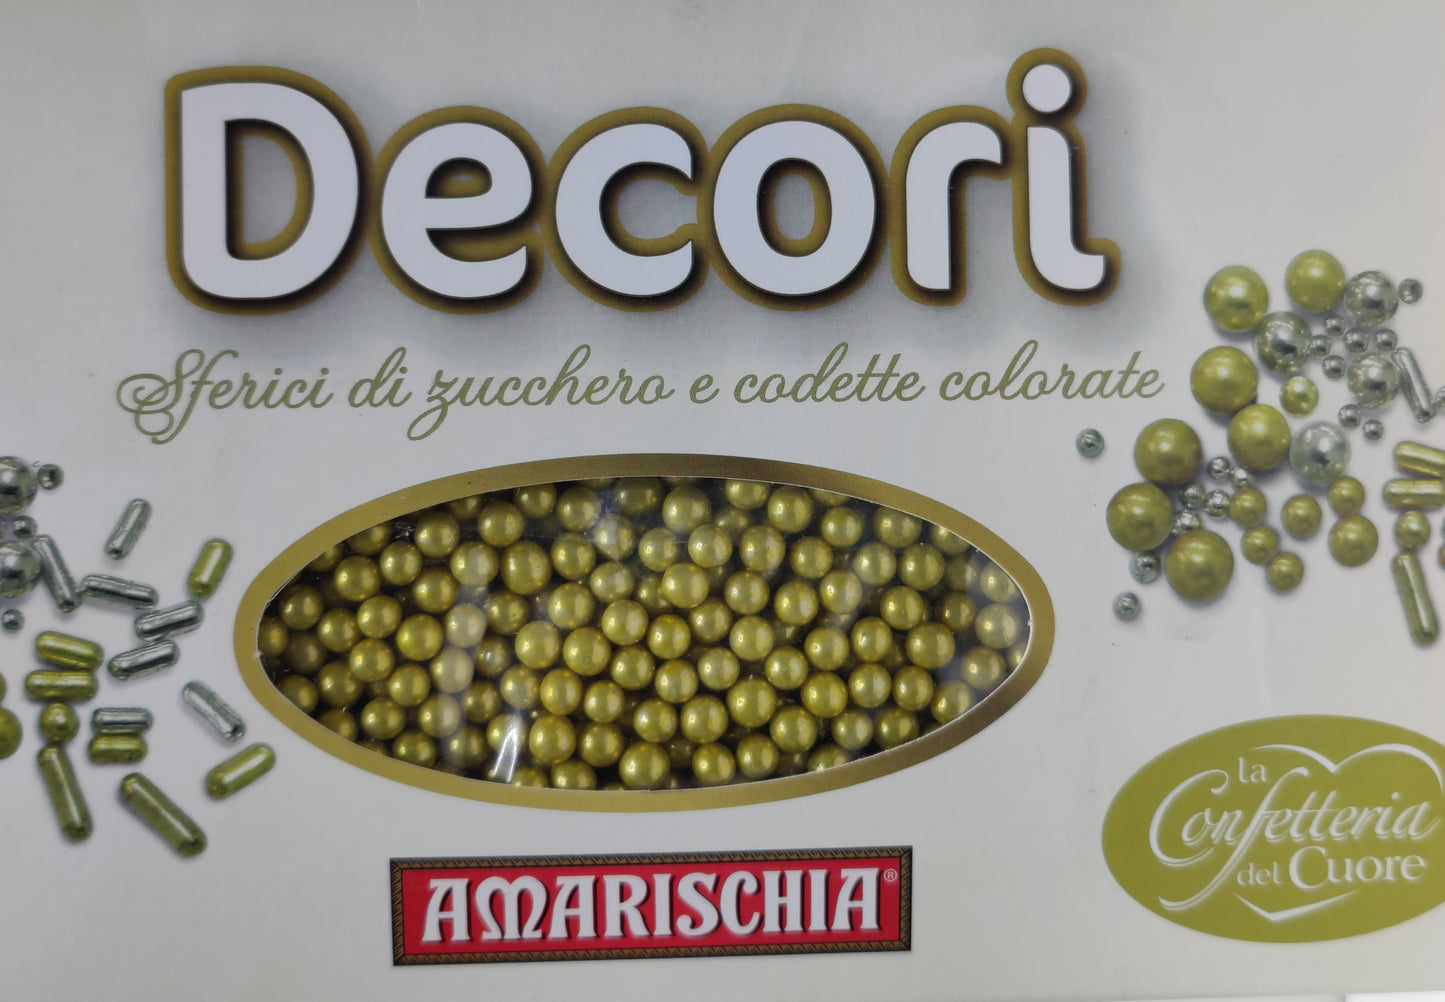 Decori
Sferici di zucchero e codette colorate
AMARISCHIA®
la
Confetteria
del Cuore